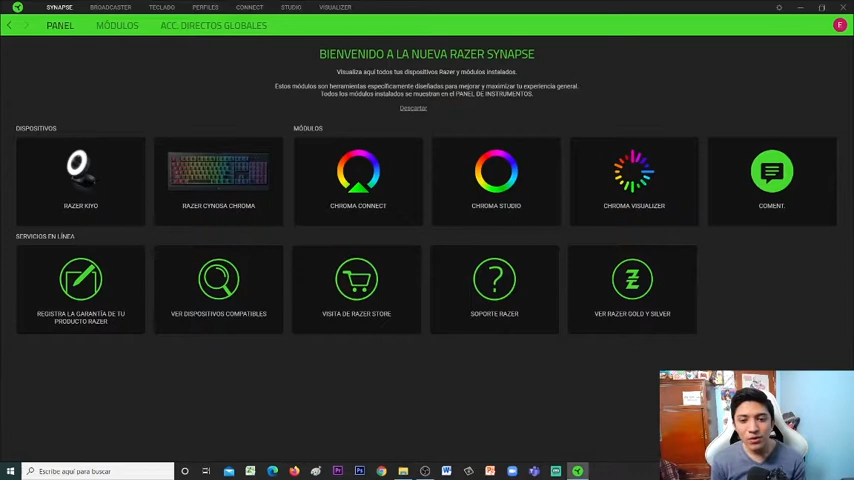 SYNAPSE BROADCASTER TECLADO PERFILES CONNECT STUDIO VISUALIZER
PANEL MÓDULOS ACC. DIRECTOS GLOBALES
E
BIENVENIDO A LA NUEVA RAZER SYNAPSE
Visualiza aquí todos tus dispositivos Razer y módulos instalados.
Estos módulos son herramientas específicamente diseñadas para mejorar y maximizar tu experiencia general.
Todos los módulos instalados se muestran en el PANEL DE INSTRUMENTOS.
Descartar
DISPOSITIVOS
MÓDULOS
RAZER KIYO
RAZER CYNOSA CHROMA
CHROMA CONNECT
CHROMA STUDIO
CHROMA VISUALIZER
COMENT.
SERVICIOS EN LÍNEA
REGISTRA LA GARANTÍA DE TU
PRODUCTO RAZER
VER DISPOSITIVOS COMPATIBLES
VISITA DE RAZER STORE
SOPORTE RAZER
VER RAZER GOLD Y SILVER
Escribe aquí para buscar